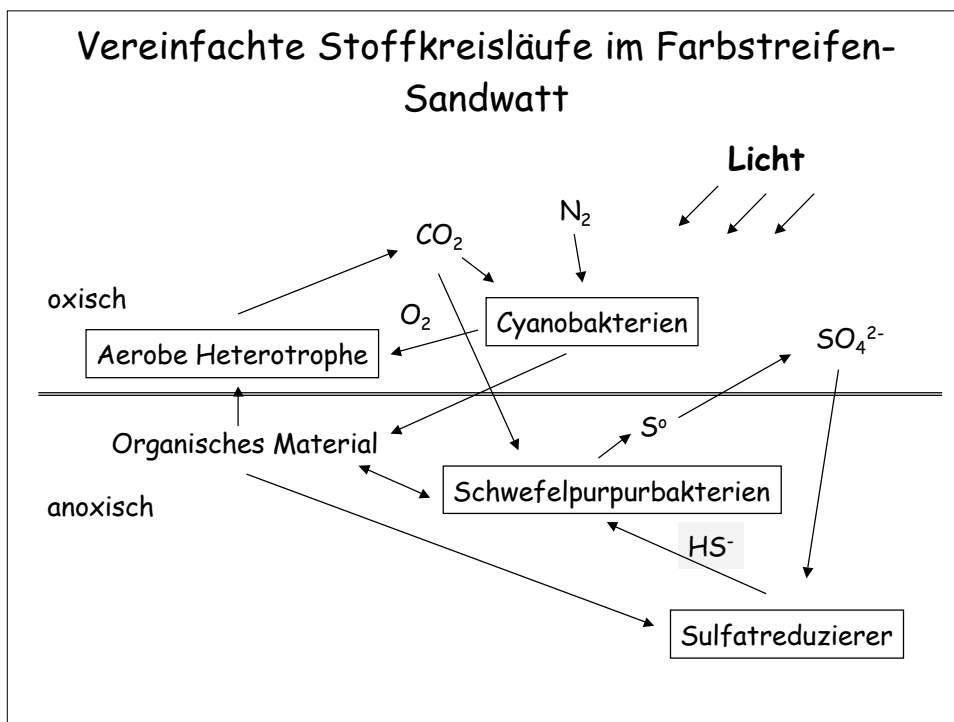 Vereinfachte Stoffkreisläufe im Farbstreifen-
Sandwatt
Licht
N₂
CO₂
oxisch
O₂
Cyanobakterien
SO₄²⁻
Aerobe Heterotrophe
S⁰
Organisches Material
Schwefelpurpurbakterien
anoxisch
HS⁻
Sulfatreduzierer